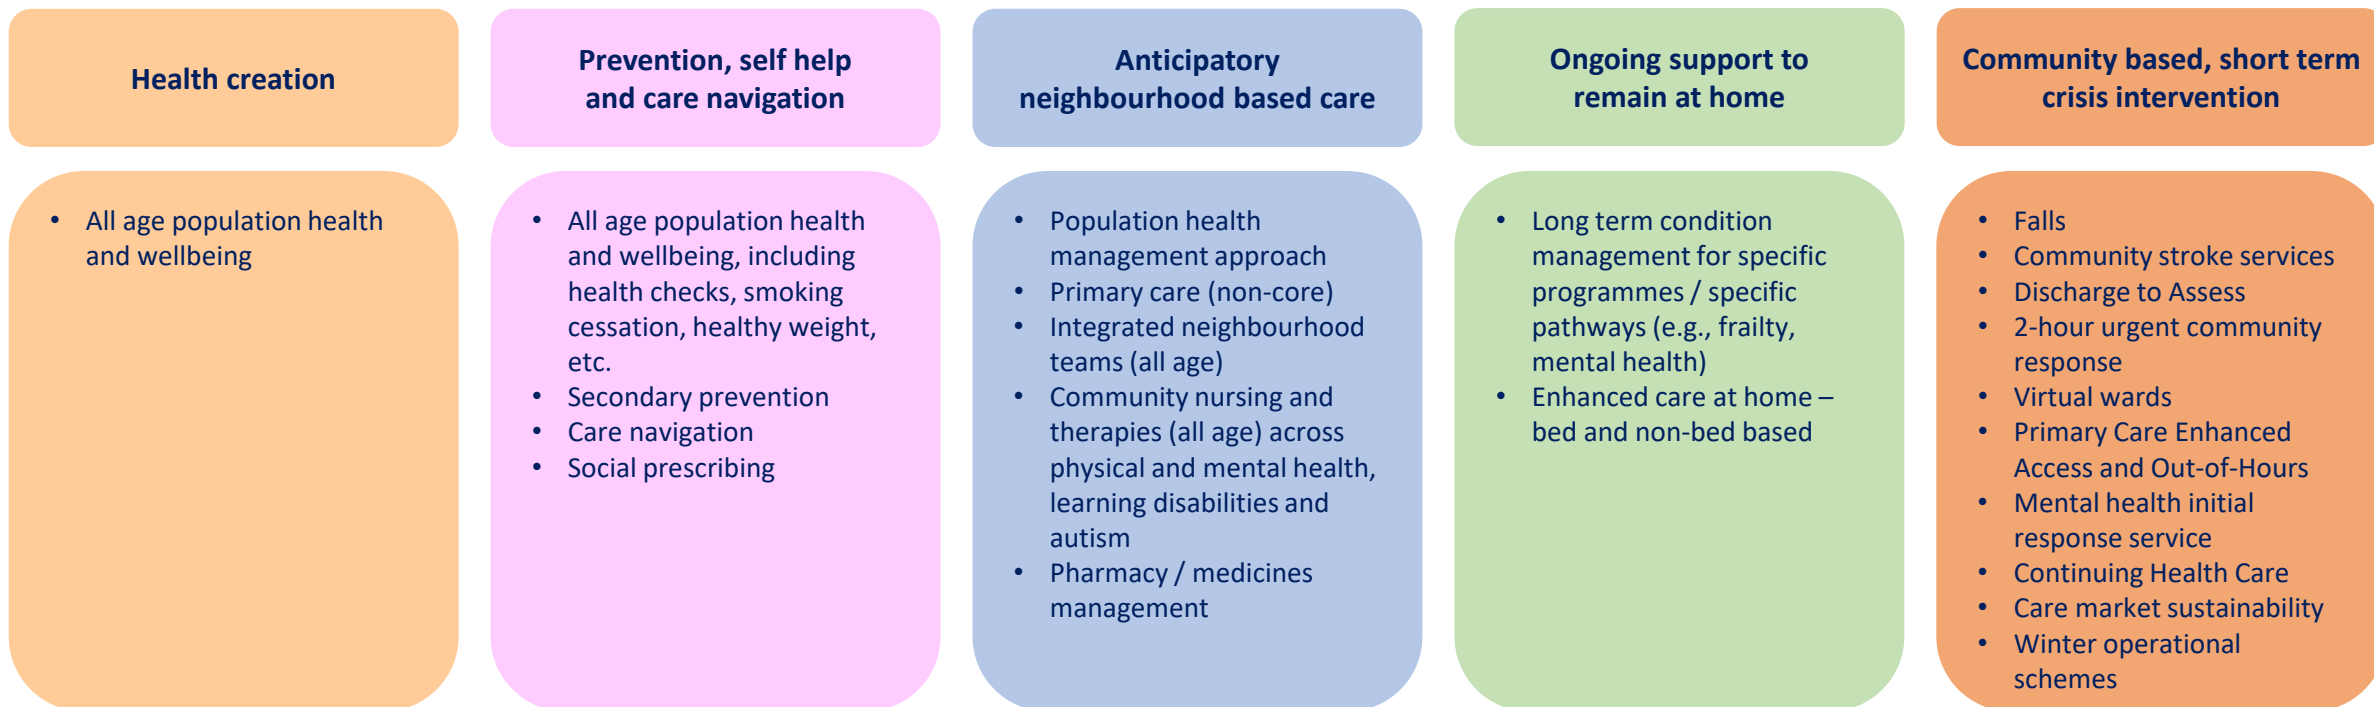 Health creation
• All age population health
and wellbeing
Prevention, self help
and care navigation
• All age population health
and wellbeing, including
health checks, smoking
cessation, healthy weight,
etc.
• Secondary prevention
• Care navigation
• Social prescribing
Anticipatory
neighbourhood based care
• Population health
management approach
• Primary care (non-core)
• Integrated neighbourhood
teams (all age)
• Community nursing and
therapies (all age) across
physical and mental health,
learning disabilities and
autism
• Pharmacy / medicines
management
Ongoing support to
remain at home
• Long term condition
management for specific
programmes / specific
pathways (e.g., frailty,
mental health)
• Enhanced care at home –
bed and non-bed based
Community based, short term
crisis intervention
• Falls
• Community stroke services
• Discharge to Assess
• 2-hour urgent community
response
• Virtual wards
• Primary Care Enhanced
Access and Out-of-Hours
• Mental health initial
response service
• Continuing Health Care
• Care market sustainability
• Winter operational
schemes